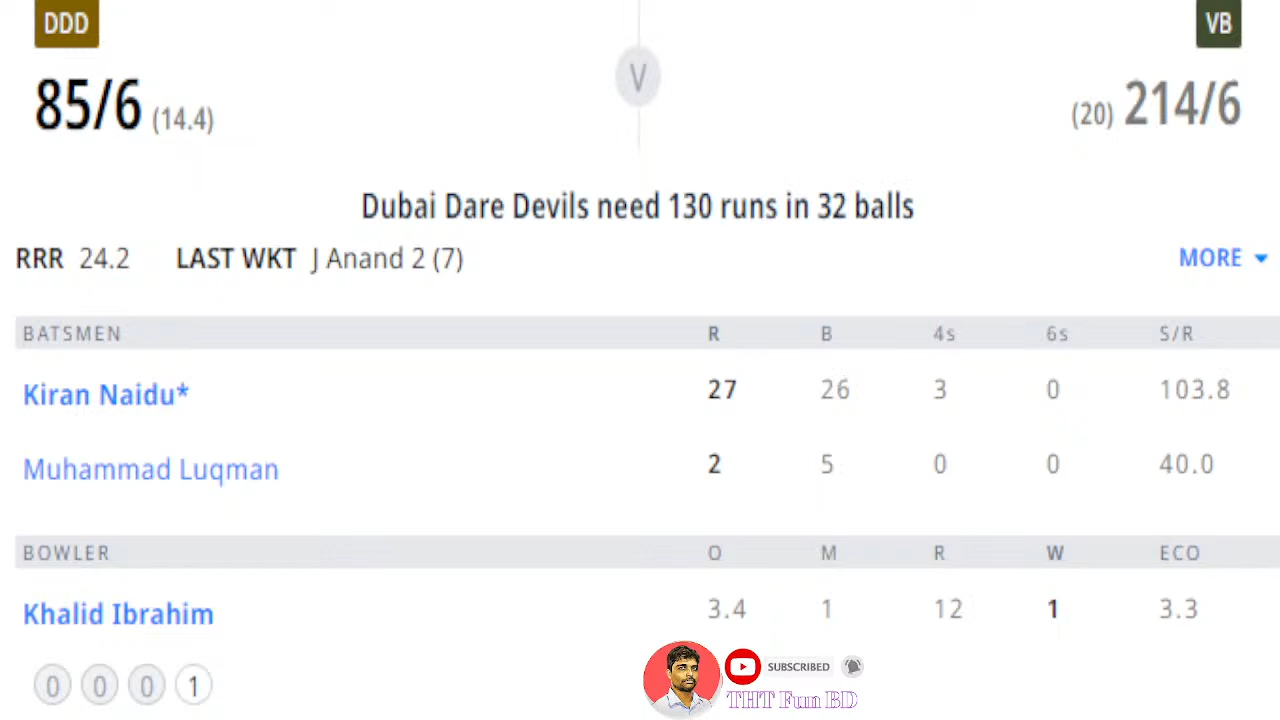 DDD
VB
85/6 (14.4)
V
(20) 214/6
Dubai Dare Devils need 130 runs in 32 balls
RRR 24.2 LAST WKT J Anand 2 (7) MORE
BATSMEN R B 4s 6s S/R
Kiran Naidu* 27 26 3 0 103.8
Muhammad Luqman 2 5 0 0 40.0
BOWLER O M R W ECO
Khalid Ibrahim 3.4 1 12 1 3.3
0 0 0 1
SUBSCRIBED
THT Fun BD